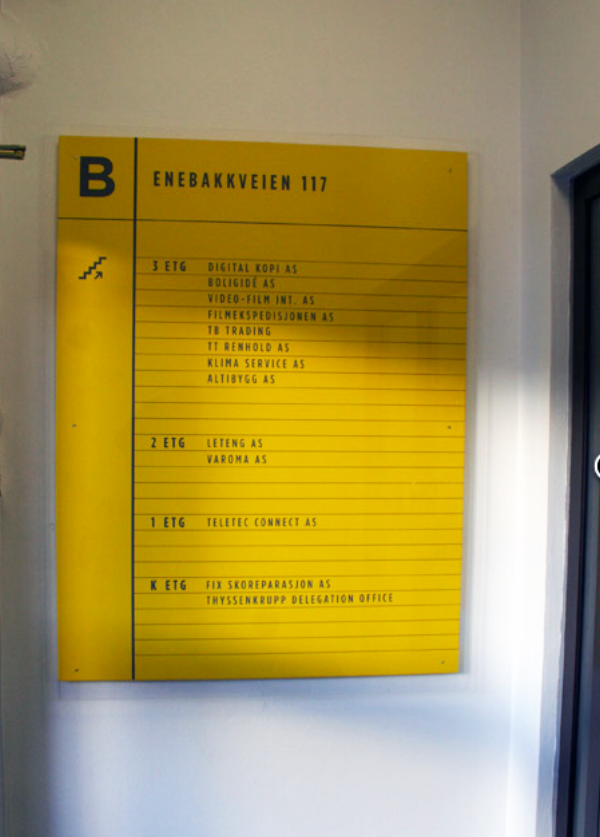 B ENEBAKKVEIEN 117
3 ETG DIGITAL KOPI AS
BOLIGIDÉ AS
VIDEO-FILM INT. AS
FILMEKSPEDISJONEN AS
TB TRADING
TT RENHOLD AS
KLIMA SERVICE AS
ALTIBYGG AS
2 ETG LETENG AS
VAROMA AS
1 ETG TELETEC CONNECT AS
K ETG FIX SKOREPARASJON AS
THYSSENKRUPP DELEGATION OFFICE